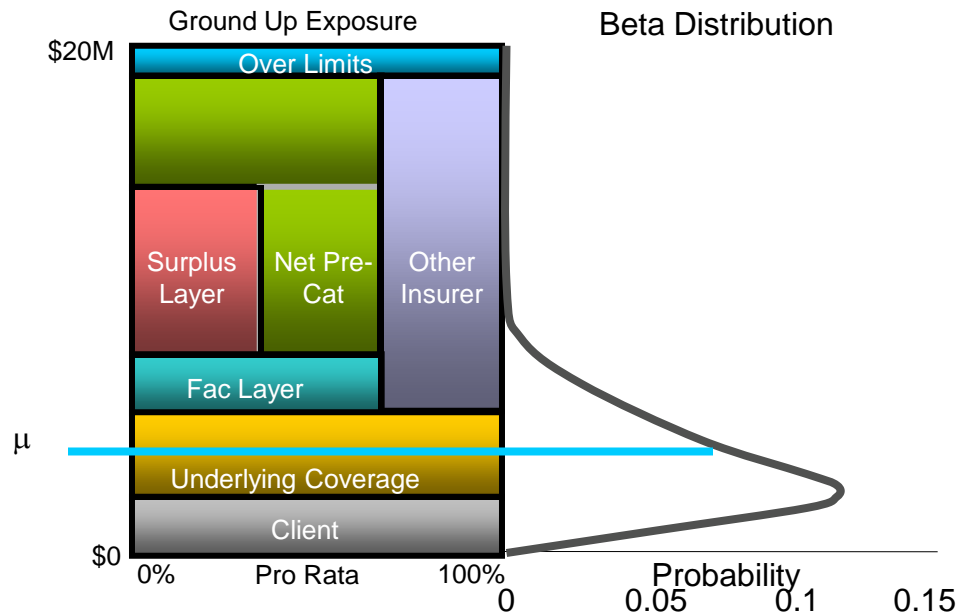 Ground Up Exposure
Beta Distribution
$20M
Over Limits
Surplus
Layer
Net Pre-
Cat
Other
Insurer
Fac Layer
μ
Underlying Coverage
Client
$0
0%
Pro Rata
100%
Probability
0
0.05
0.1
0.15